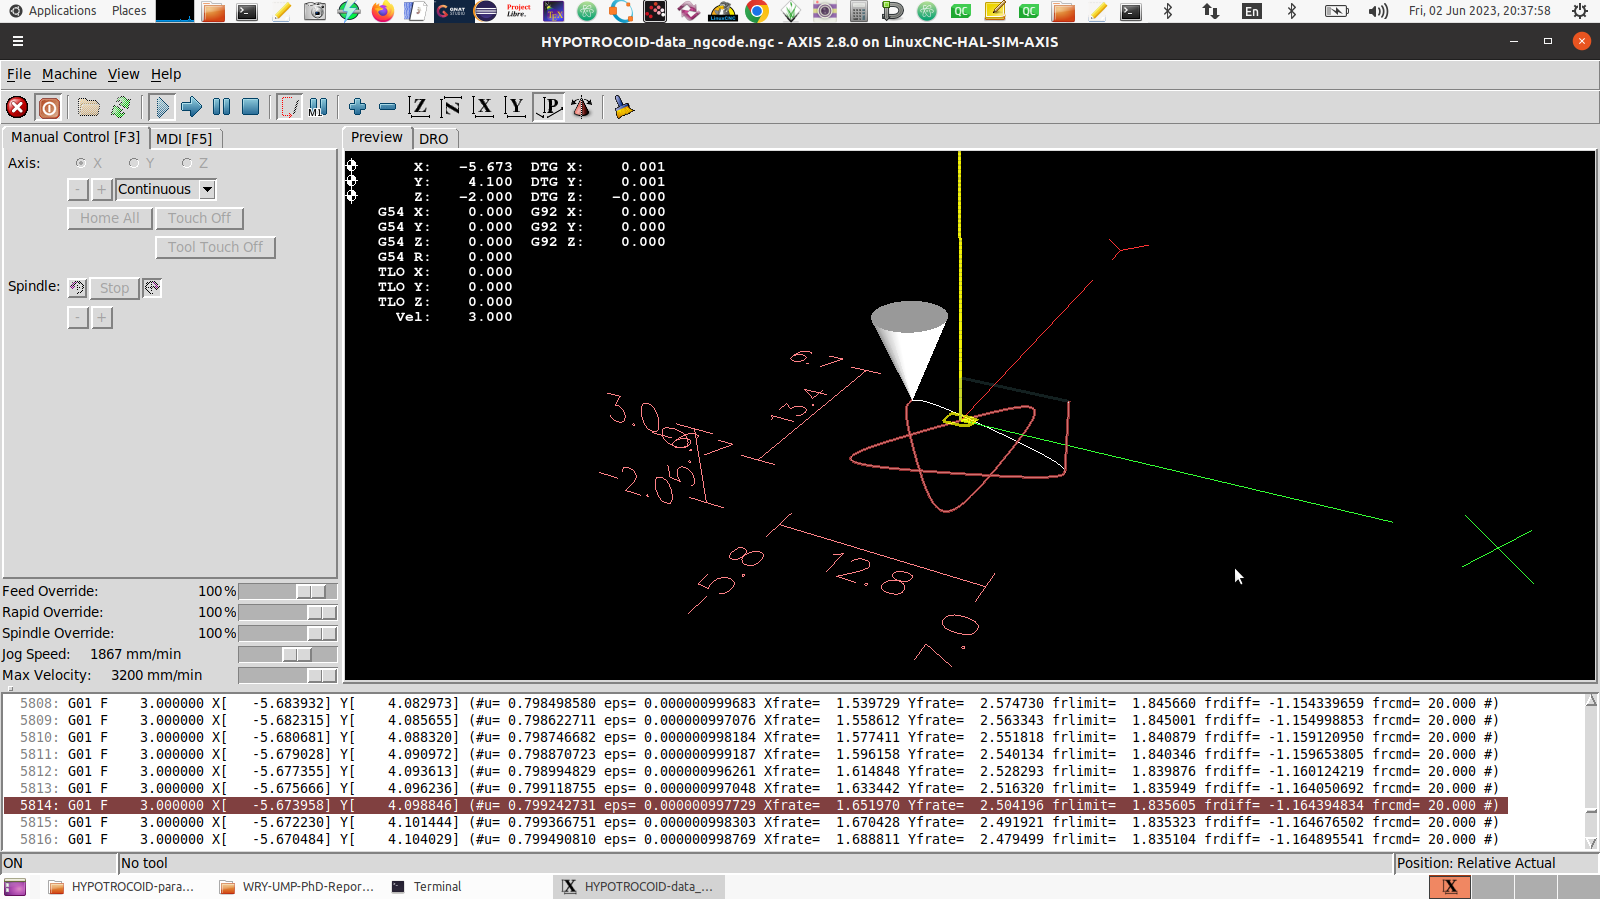 Applications Places En Fri, 02 Jun 2023, 20:37:58
HYPOTROCOID-data_ngcode.ngc - AXIS 2.8.0 on LinuxCNC-HAL-SIM-AXIS
File Machine View Help
Manual Control [F3] MDI [F5]
Axis: X Y Z
- + Continuous
Home All Touch Off
Tool Touch Off
Spindle: Stop
- +
Feed Override: 100%
Rapid Override: 100%
Spindle Override: 100%
Jog Speed: 1867 mm/min
Max Velocity: 3200 mm/min
Preview DRO
X: -5.673 DTG X: 0.001
Y: 4.100 DTG Y: 0.001
Z: -2.000 DTG Z: -0.000
G54 X: 0.000 G92 X: 0.000
G54 Y: 0.000 G92 Y: 0.000
G54 Z: 0.000 G92 Z: 0.000
G54 R: 0.000
TLO X: 0.000
TLO Y: 0.000
TLO Z: 0.000
Vel: 3.000
6.7
13.4
3.0
-2.0
-5.8
12.8
7.0
5808: G01 F 3.000000 X[ -5.683932] Y[ 4.082973] (#u= 0.798498580 eps= 0.000000999683 Xfrate= 1.539729 Yfrate= 2.574730 frlimit= 1.845660 frdiff= -1.154339659 frcmd= 20.000 #)
5809: G01 F 3.000000 X[ -5.682315] Y[ 4.085655] (#u= 0.798622711 eps= 0.000000997076 Xfrate= 1.558612 Yfrate= 2.563343 frlimit= 1.845001 frdiff= -1.154998853 frcmd= 20.000 #)
5810: G01 F 3.000000 X[ -5.680681] Y[ 4.088320] (#u= 0.798746682 eps= 0.000000998184 Xfrate= 1.577411 Yfrate= 2.551818 frlimit= 1.840879 frdiff= -1.159120950 frcmd= 20.000 #)
5811: G01 F 3.000000 X[ -5.679028] Y[ 4.090972] (#u= 0.798870723 eps= 0.000000999187 Xfrate= 1.596158 Yfrate= 2.540134 frlimit= 1.840346 frdiff= -1.159653805 frcmd= 20.000 #)
5812: G01 F 3.000000 X[ -5.677355] Y[ 4.093613] (#u= 0.798994829 eps= 0.000000996261 Xfrate= 1.614848 Yfrate= 2.528293 frlimit= 1.839876 frdiff= -1.160124219 frcmd= 20.000 #)
5813: G01 F 3.000000 X[ -5.675666] Y[ 4.096236] (#u= 0.799118755 eps= 0.000000997048 Xfrate= 1.633442 Yfrate= 2.516320 frlimit= 1.835949 frdiff= -1.164050692 frcmd= 20.000 #)
5814: G01 F 3.000000 X[ -5.673958] Y[ 4.098846] (#u= 0.799242731 eps= 0.000000997729 Xfrate= 1.651970 Yfrate= 2.504196 frlimit= 1.835605 frdiff= -1.164394834 frcmd= 20.000 #)
5815: G01 F 3.000000 X[ -5.672230] Y[ 4.101444] (#u= 0.799366751 eps= 0.000000998303 Xfrate= 1.670428 Yfrate= 2.491921 frlimit= 1.835323 frdiff= -1.164676502 frcmd= 20.000 #)
5816: G01 F 3.000000 X[ -5.670484] Y[ 4.104029] (#u= 0.799490810 eps= 0.000000998769 Xfrate= 1.688811 Yfrate= 2.479499 frlimit= 1.835104 frdiff= -1.164895541 frcmd= 20.000 #)
ON No tool Position: Relative Actual
HYPOTROCOID-para... WRY-UMP-PhD-Repor... Terminal HYPOTROCOID-data_...